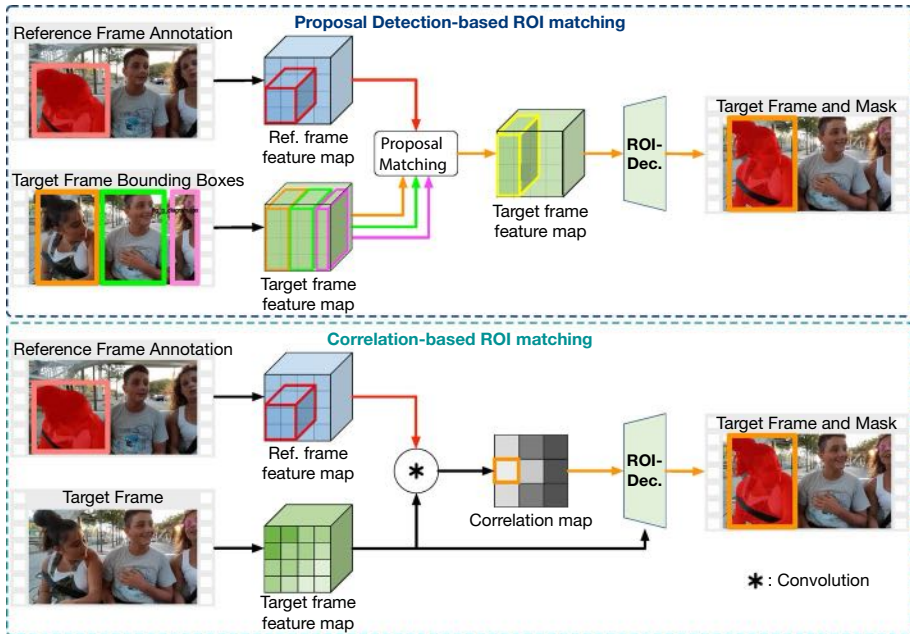 Proposal Detection-based ROI matching
Reference Frame Annotation
Ref. frame
feature map
Target Frame Bounding Boxes
Target frame
feature map
Proposal
Matching
Target frame
feature map
ROI-
Dec.
Target Frame and Mask
Correlation-based ROI matching
Reference Frame Annotation
Ref. frame
feature map
Target Frame
Target frame
feature map
*
Correlation map
ROI-
Dec.
Target Frame and Mask
* : Convolution